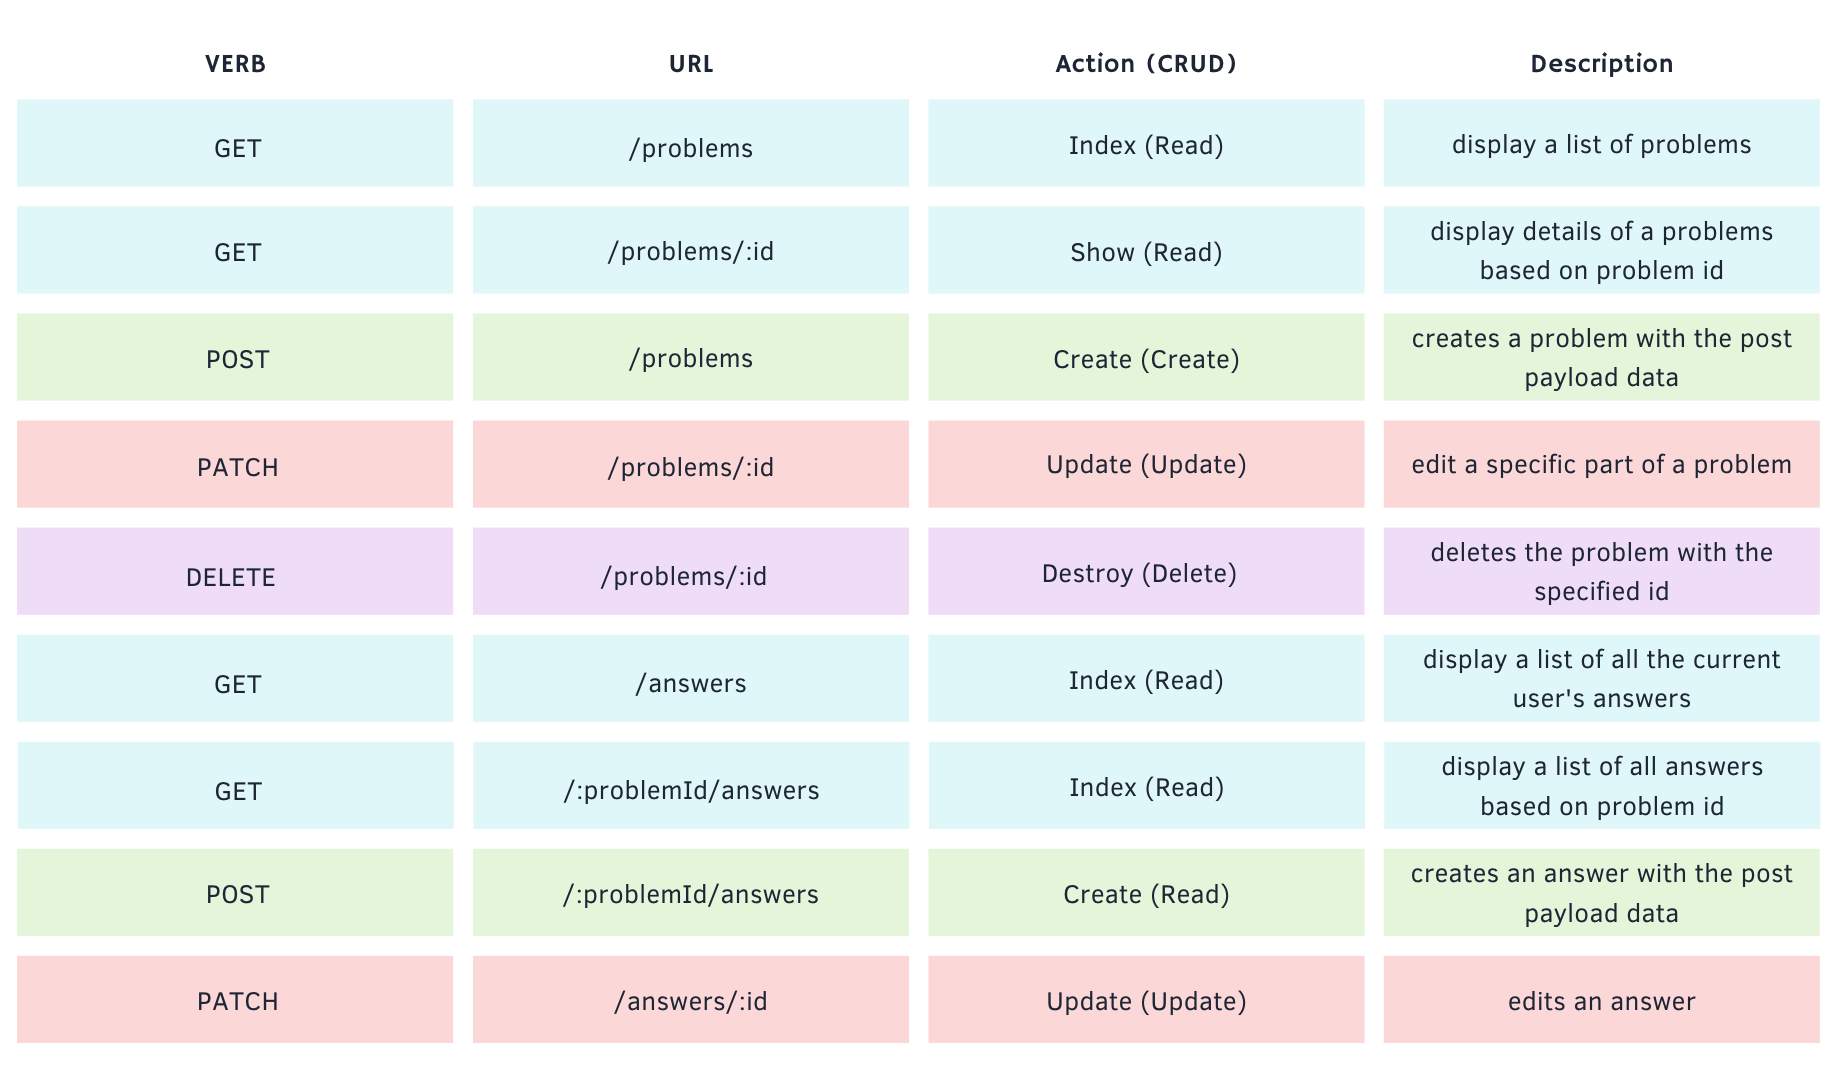 VERB URL Action (CRUD) Description
GET /problems Index (Read) display a list of problems
GET /problems/:id Show (Read) display details of a problems
based on problem id
POST /problems Create (Create) creates a problem with the post
payload data
PATCH /problems/:id Update (Update) edit a specific part of a problem
DELETE /problems/:id Destroy (Delete) deletes the problem with the
specified id
GET /answers Index (Read) display a list of all the current
user's answers
GET /:problemId/answers Index (Read) display a list of all answers
based on problem id
POST /:problemId/answers Create (Read) creates an answer with the post
payload data
PATCH /answers/:id Update (Update) edits an answer